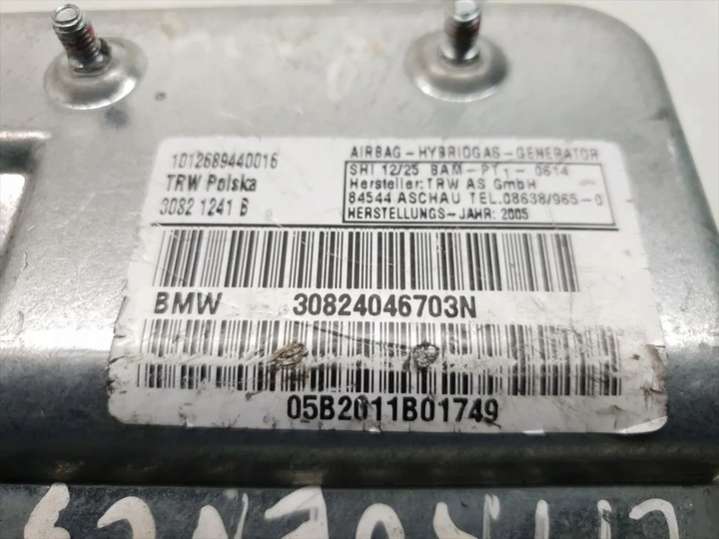 1012689440016
TRW Polska
3082 1241 B
AIRBAG-HYBRIDGAS-GENERATOR
SHI 12/25 BAM-PT1-0614
Hersteller: TRW AS GmbH
84544 ASCHAU TEL.08638/965-0
HERSTELLUNGS-JAHR: 2005
BMW 30824046703N
05B2011B01749